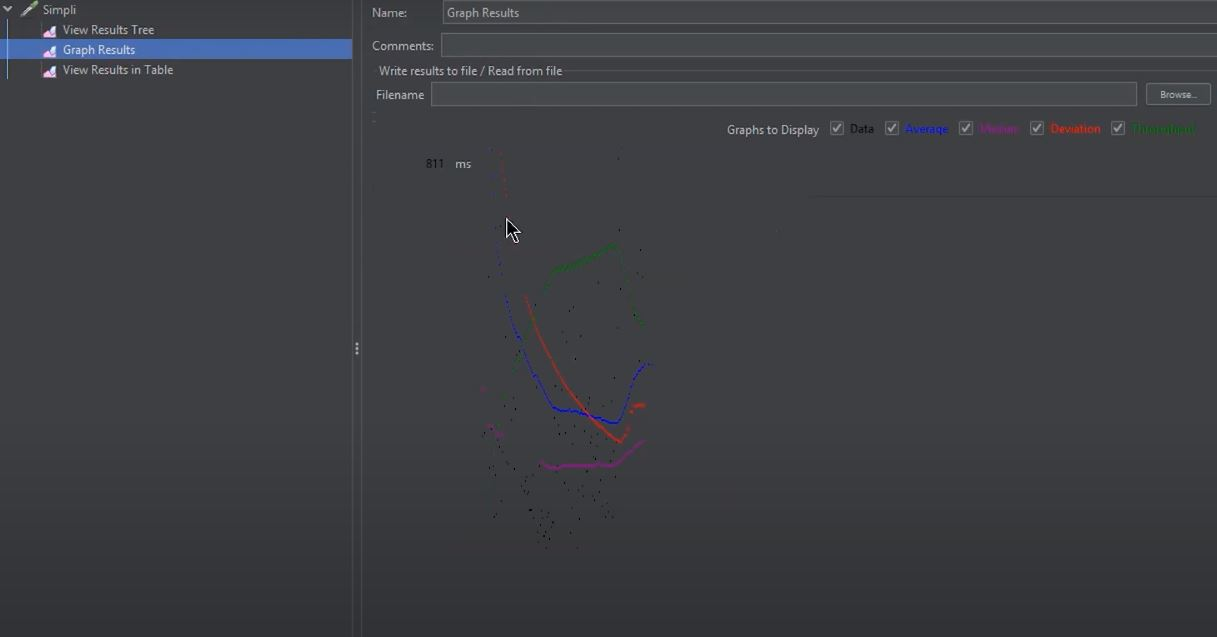 Simpli
View Results Tree
Graph Results
View Results in Table
Name:
Graph Results
Comments:
Write results to file / Read from file
Filename
Browse...
Graphs to Display
Data
Average
Median
Deviation
Throughput
811 ms